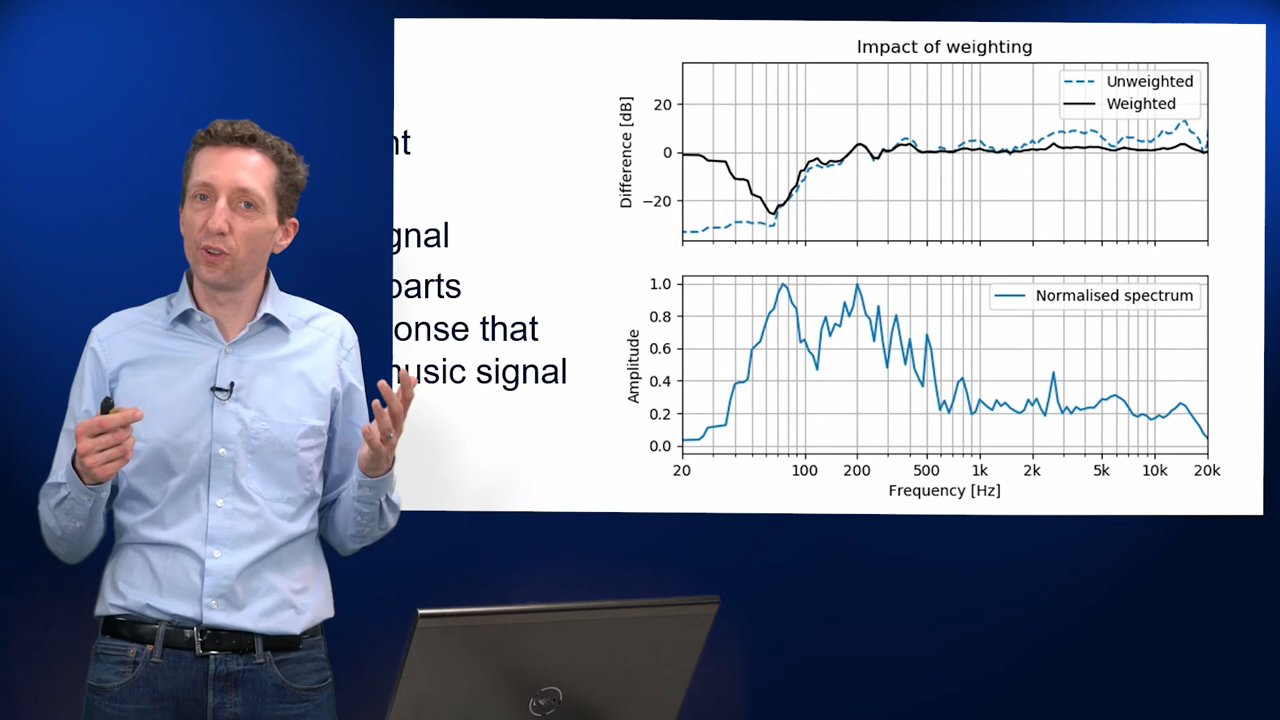 nt
gnal
parts
onse that
music signal
Impact of weighting
Unweighted
Weighted
Difference [dB]
20
0
−20
Normalised spectrum
Amplitude
1.0
0.8
0.6
0.4
0.2
0.0
20 100 200 500 1k 2k 5k 10k 20k
Frequency [Hz]
DELL